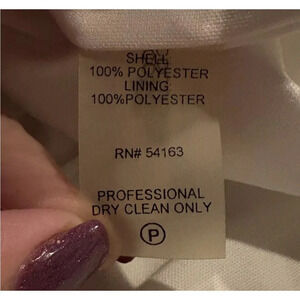 SHELL
100% POLYESTER
LINING
100%POLYESTER
RN# 54163
PROFESSIONAL
DRY CLEAN ONLY
P